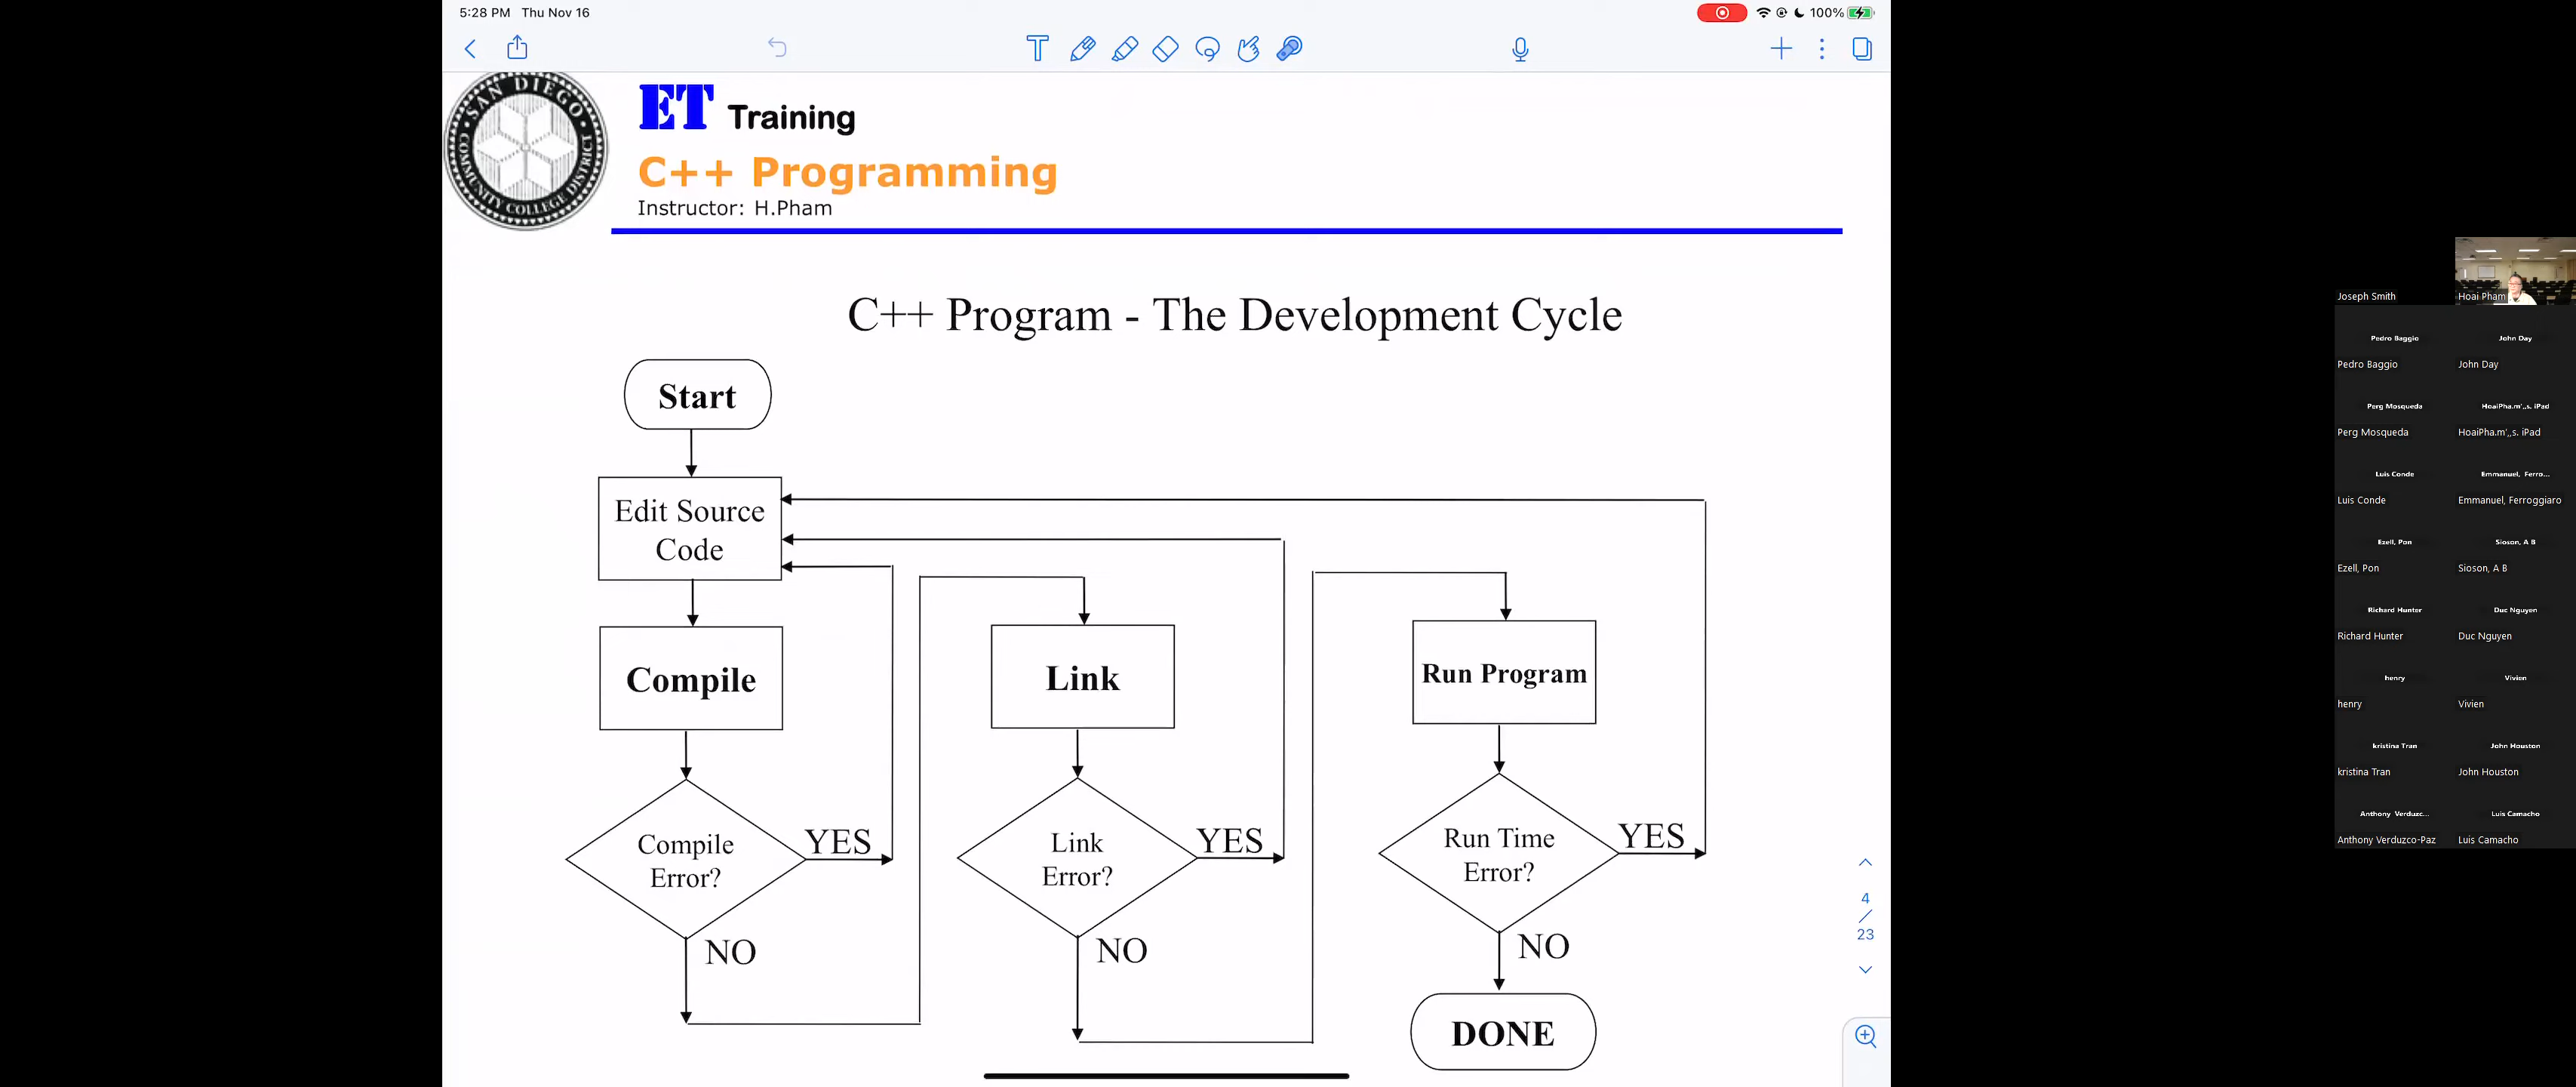 5:28 PM Thu Nov 16
100%
SAN DIEGO
COMMUNITY COLLEGE DISTRICT
ET Training
C++ Programming
Instructor: H.Pham
C++ Program - The Development Cycle
Start
Edit Source
Code
Compile
Link
Run Program
Compile
Error?
YES
Link
Error?
YES
Run Time
Error?
YES
NO
NO
NO
DONE
4
/
23
Joseph Smith
Hoai Pham
Pedro Baggio
John Day
Pedro Baggio
John Day
Perg Mosqueda
HoaiPha.m',,s. iPad
Perg Mosqueda
HoaiPha.m',,s. iPad
Luis Conde
Emmanuel, Ferro...
Luis Conde
Emmanuel, Ferroggiaro
Ezell, Pon
Sioson, A B
Ezell, Pon
Sioson, A B
Richard Hunter
Duc Nguyen
Richard Hunter
Duc Nguyen
henry
Vivien
henry
Vivien
kristina Tran
John Houston
kristina Tran
John Houston
Anthony Verduzc...
Luis Camacho
Anthony Verduzco-Paz
Luis Camacho